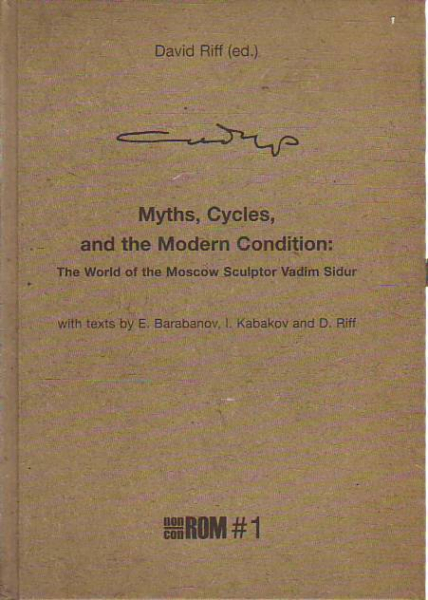 David Riff (ed.)
Сидур
Myths, Cycles,
and the Modern Condition:
The World of the Moscow Sculptor Vadim Sidur
with texts by E. Barabanov, I. Kabakov and D. Riff
non
con ROM #1